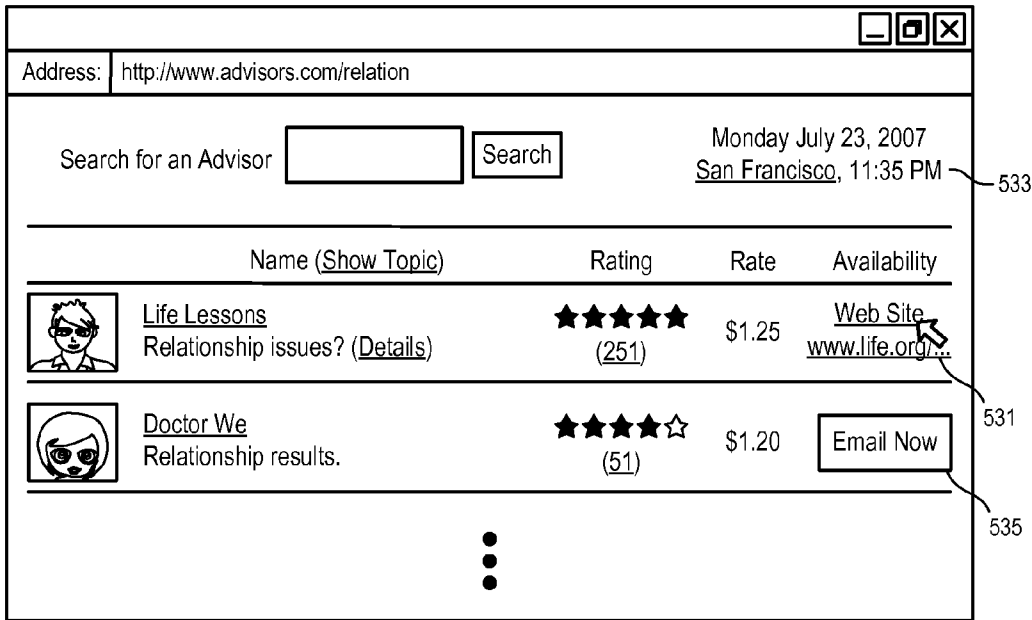 Address: http://www.advisors.com/relation
Search for an Advisor Search
Monday July 23, 2007
San Francisco, 11:35 PM
533
Name (Show Topic) Rating Rate Availability
Life Lessons
Relationship issues? (Details)
(251)
$1.25
Web Site
www.life.org/...
531
Doctor We
Relationship results.
(51)
$1.20
Email Now
535